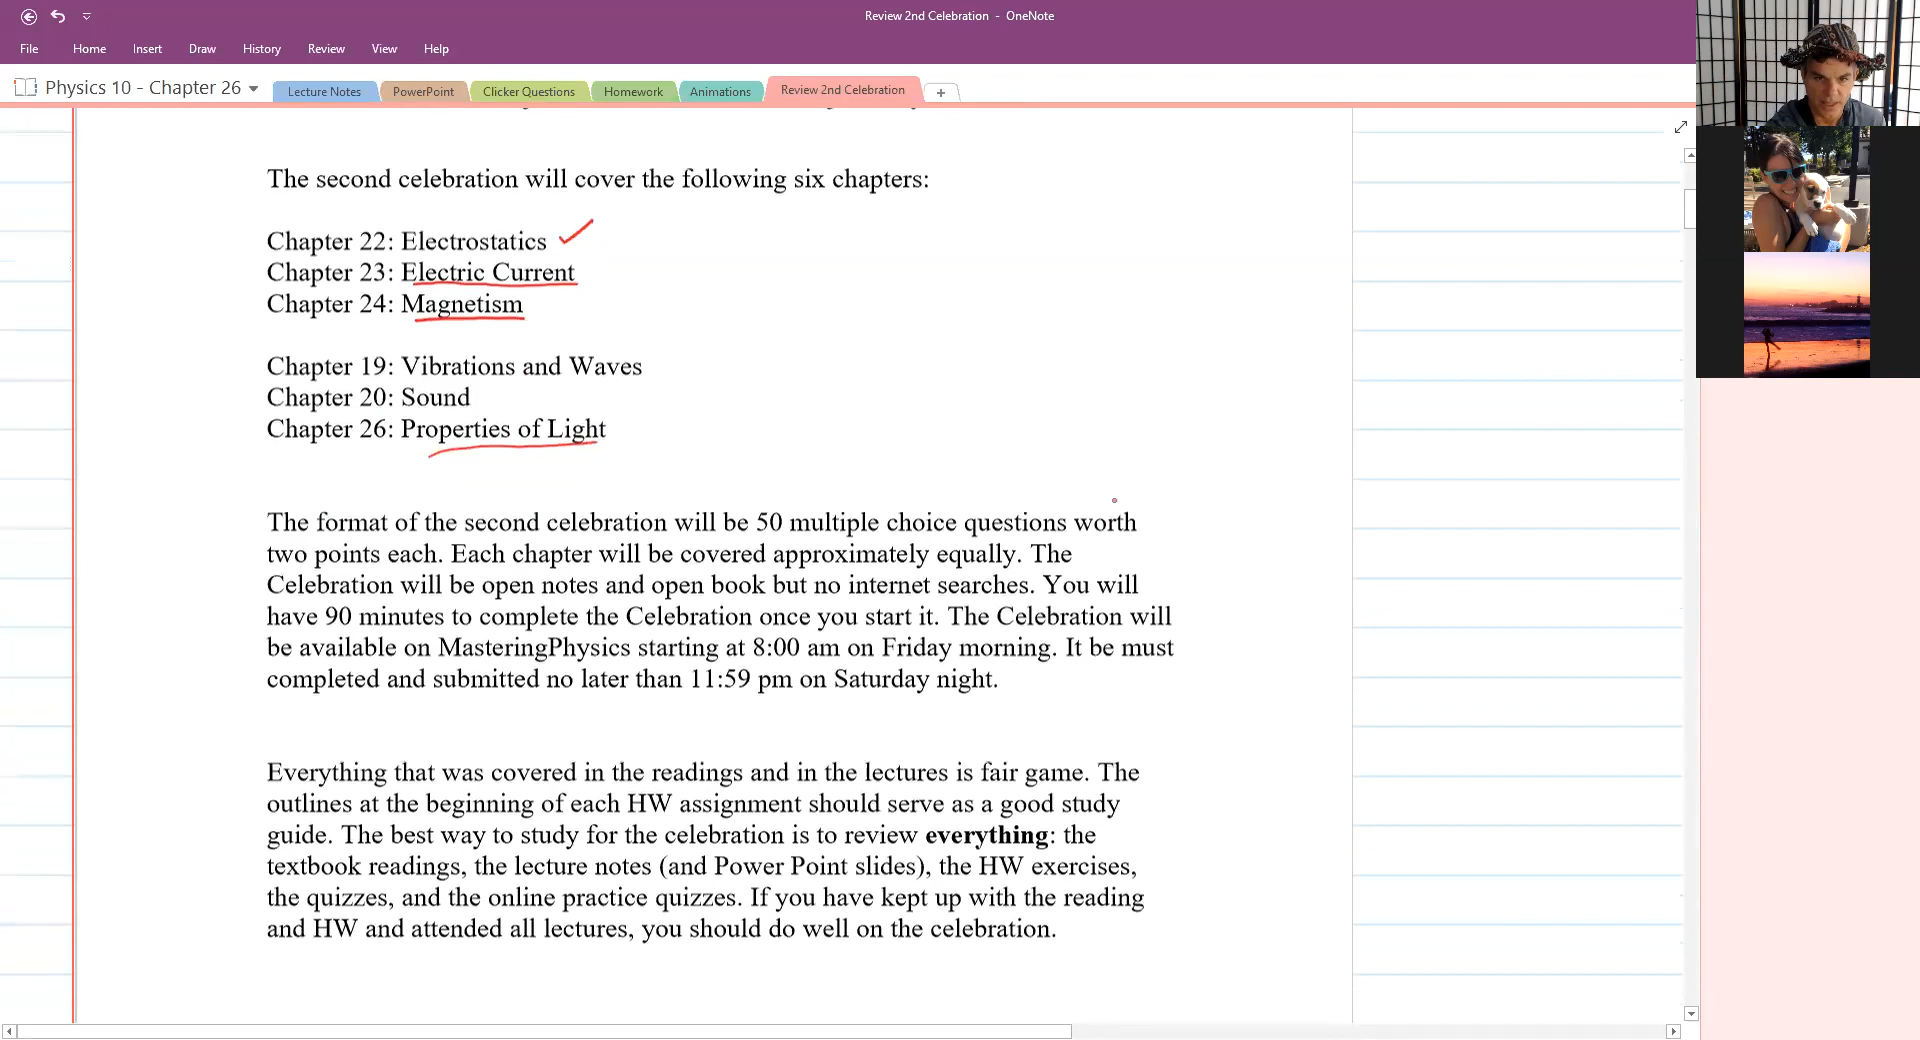 Review 2nd Celebration - OneNote
File Home Insert Draw History Review View Help
Physics 10 - Chapter 26 Lecture Notes PowerPoint Clicker Questions Homework Animations Review 2nd Celebration
The second celebration will cover the following six chapters:
Chapter 22: Electrostatics
Chapter 23: Electric Current
Chapter 24: Magnetism
Chapter 19: Vibrations and Waves
Chapter 20: Sound
Chapter 26: Properties of Light
The format of the second celebration will be 50 multiple choice questions worth
two points each. Each chapter will be covered approximately equally. The
Celebration will be open notes and open book but no internet searches. You will
have 90 minutes to complete the Celebration once you start it. The Celebration will
be available on MasteringPhysics starting at 8:00 am on Friday morning. It be must
completed and submitted no later than 11:59 pm on Saturday night.
Everything that was covered in the readings and in the lectures is fair game. The
outlines at the beginning of each HW assignment should serve as a good study
guide. The best way to study for the celebration is to review everything: the
textbook readings, the lecture notes (and Power Point slides), the HW exercises,
the quizzes, and the online practice quizzes. If you have kept up with the reading
and HW and attended all lectures, you should do well on the celebration.